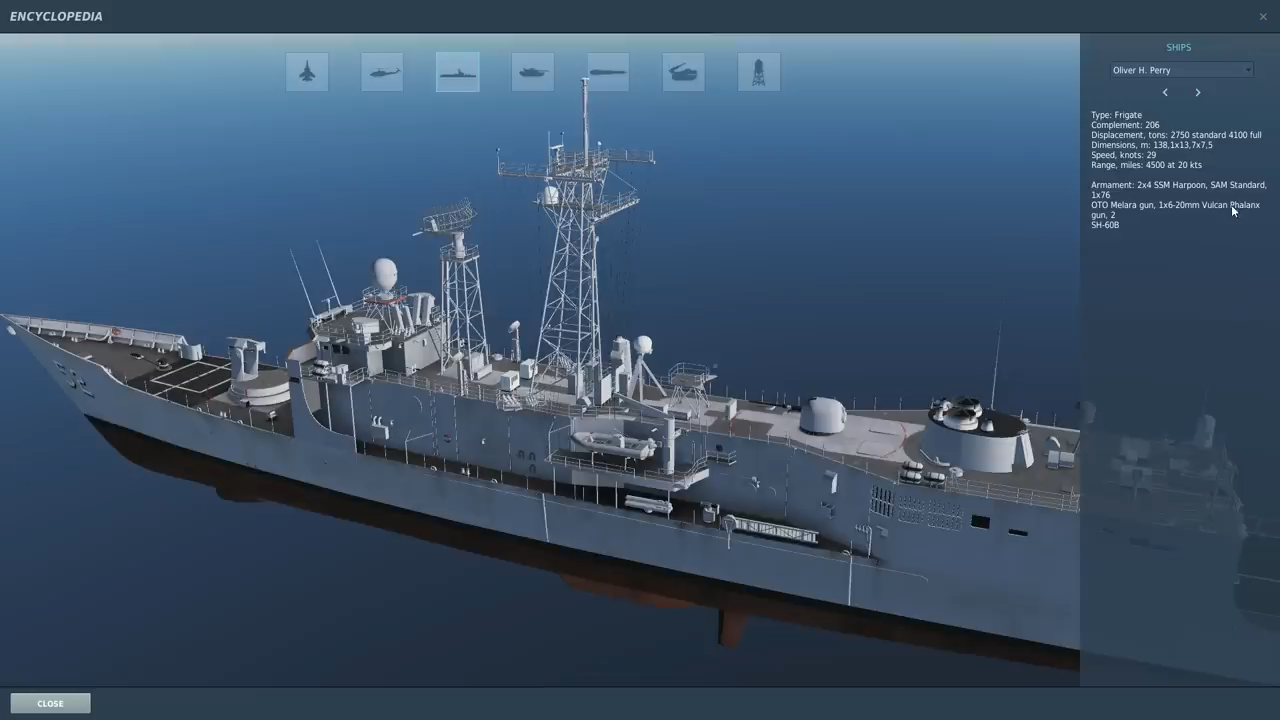 ENCYCLOPEDIA
SHIPS
Oliver H. Perry
Type: Frigate
Complement: 206
Displacement, tons: 2750 standard 4100 full
Dimensions, m: 138,1x13,7x7,5
Speed, knots: 29
Range, miles: 4500 at 20 kts
Armament: 2x4 SSM Harpoon, SAM Standard,
1x76
OTO Melara gun, 1x6-20mm Vulcan Phalanx
gun, 2
SH-60B
CLOSE